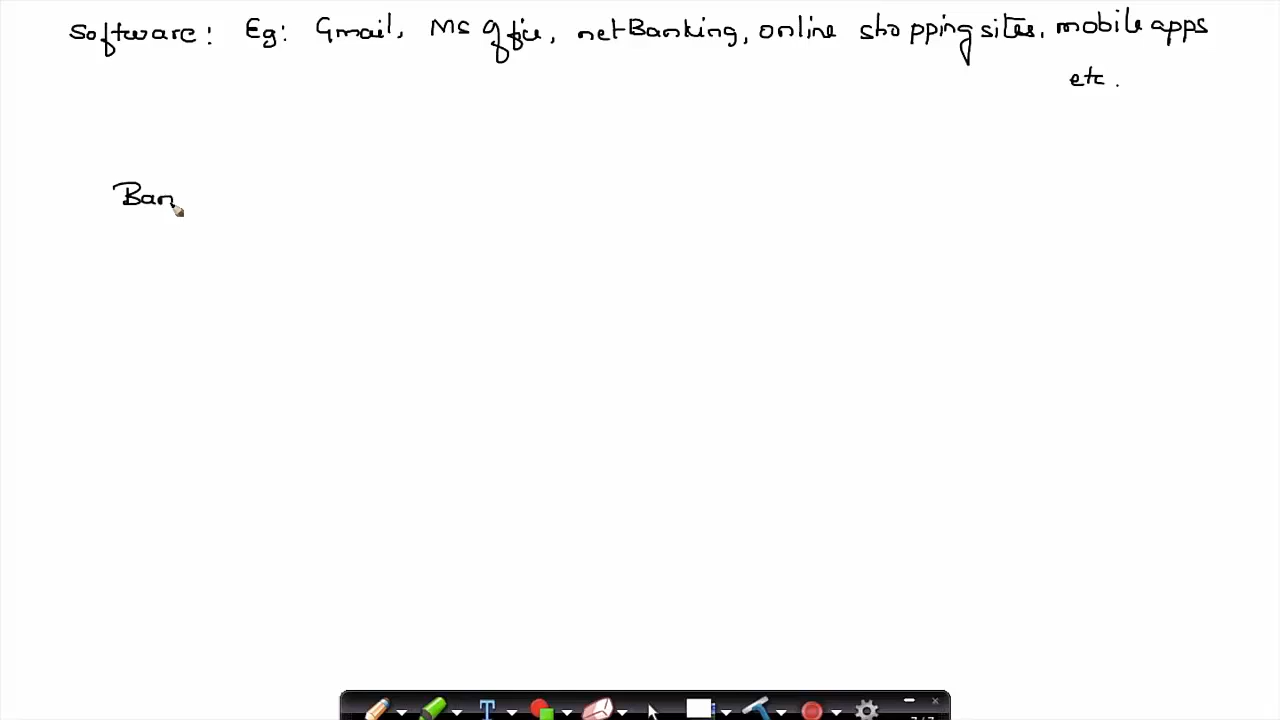 Software: Eg: Gmail, MS Office, netBanking, online shopping sites, mobile apps
etc.
Ban